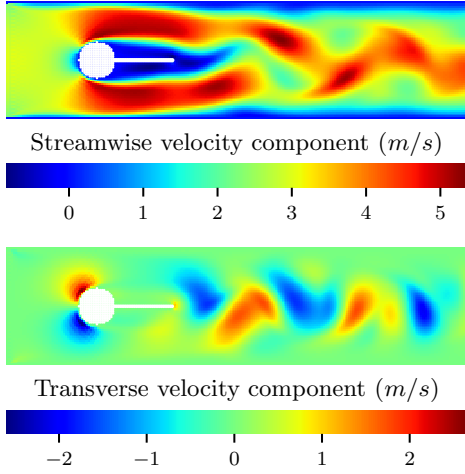 Streamwise velocity component (m/s)
0 1 2 3 4 5
Transverse velocity component (m/s)
−2 −1 0 1 2